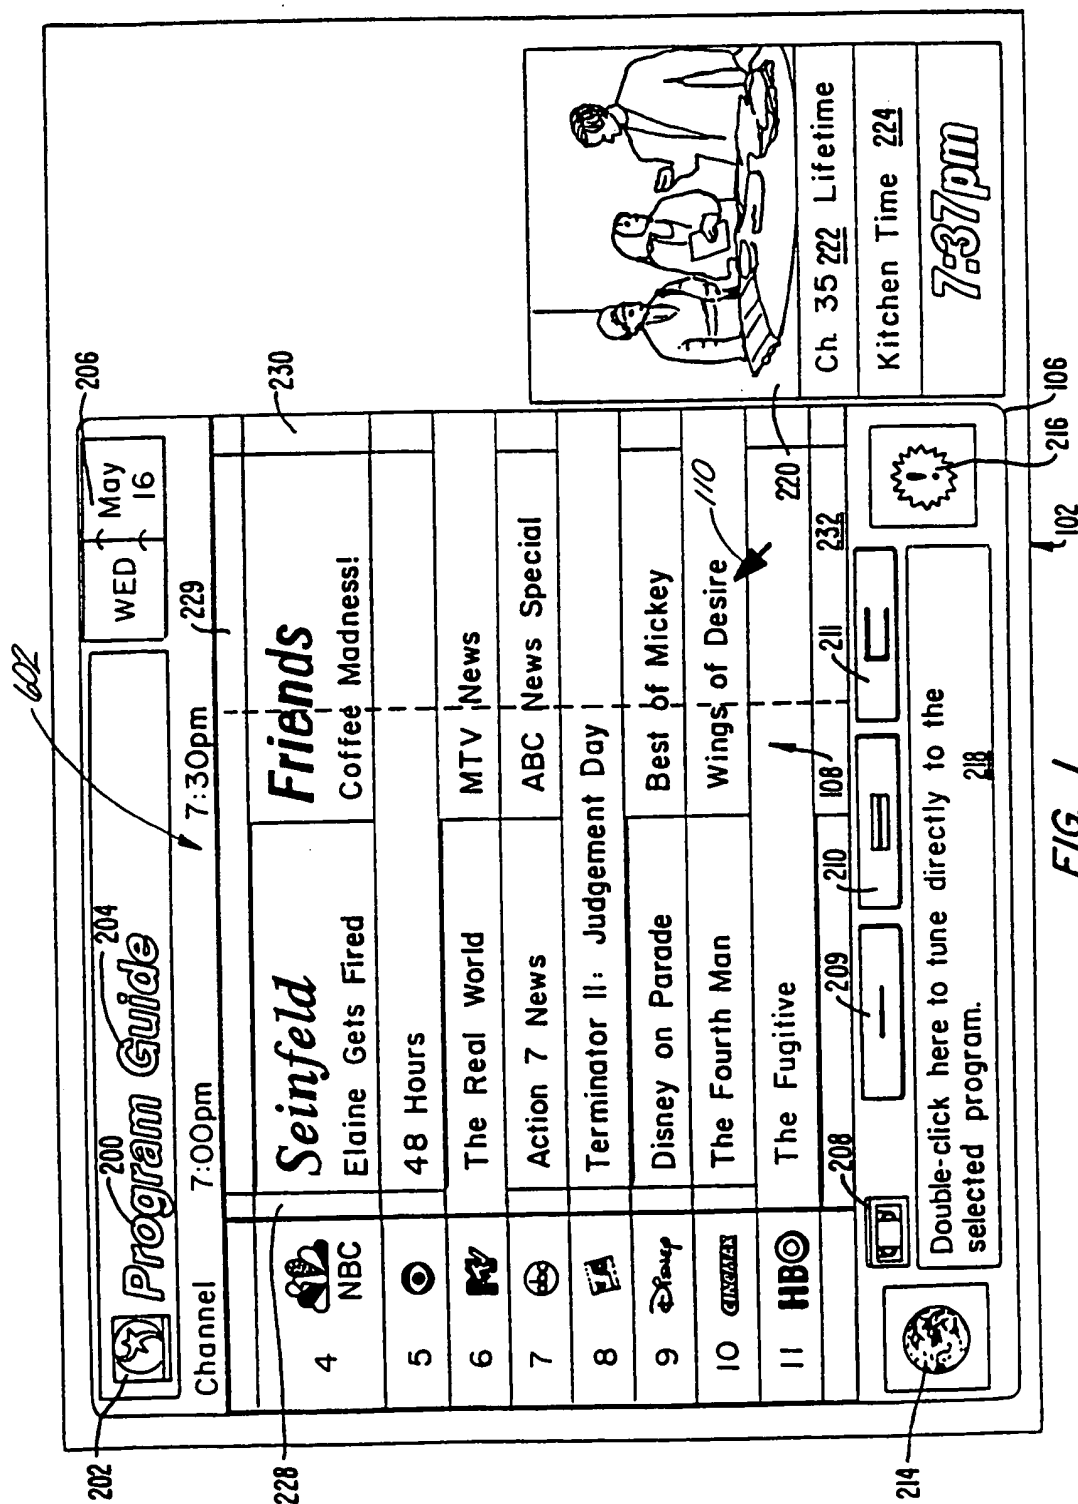 602
202
200
204
206
Program Guide
WED
May
16
Channel
7:00pm
7:30pm
229
230
228
4
NBC
Seinfeld
Elaine Gets Fired
Friends
Coffee Madness!
5
48 Hours
6
MTV
The Real World
MTV News
7
abc
Action 7 News
ABC News Special
8
Terminator II: Judgement Day
9
Disney
Disney on Parade
Best of Mickey
10
CINEMAX
The Fourth Man
Wings of Desire
110
11
HBO
The Fugitive
220
208
209
210
108
211
232
Double-click here to tune directly to the
selected program.
218
214
216
106
102
Ch. 35 222 Lifetime
Kitchen Time 224
7:37pm
FIG. 1